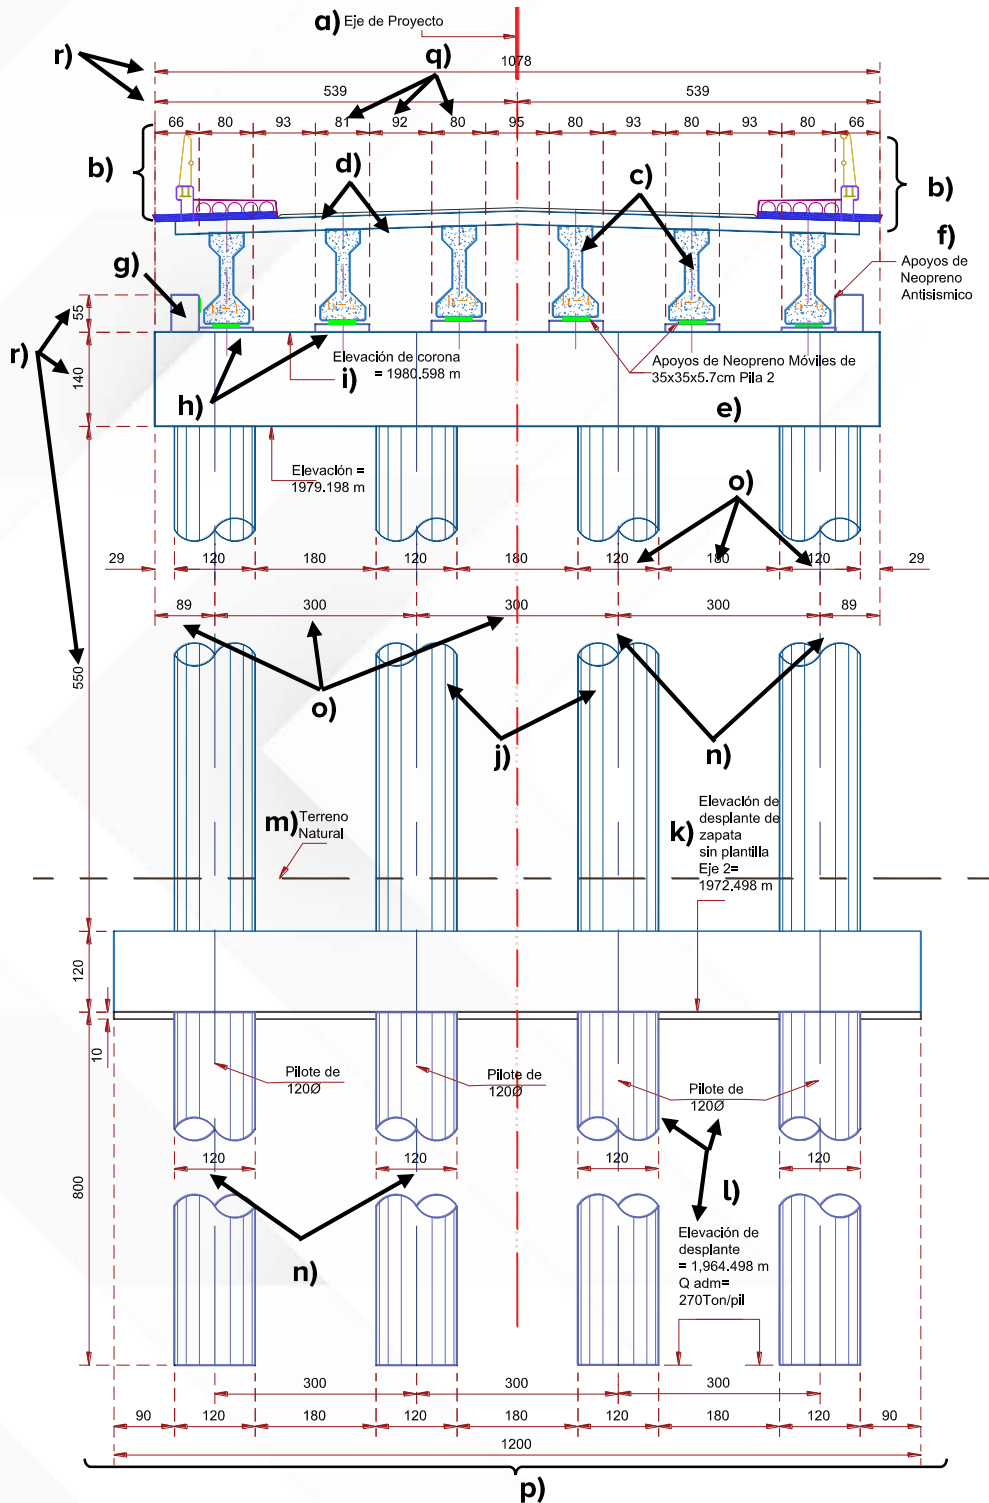 a) Eje de Proyecto
r)
q)
1078
539
539
66 80 93 81 92 80 95 80 93 80 93 80 66
b)
d)
c)
b)
f)
Apoyos de
Neopreno
Antisismico
g)
55
r)
Elevación de corona
= 1980.598 m
i)
Apoyos de Neopreno Móviles de
35x35x5.7cm Pila 2
140
h)
e)
Elevación =
1979.198 m
o)
29 120 180 120 180 120 180 120 29
89 300 300 300 89
550
o)
j)
n)
m) Terreno
Natural
k)
Elevación de
desplante de
zapata
sin plantilla
Eje 2=
1972.498 m
120
10
Pilote de
120Ø
Pilote de
120Ø
Pilote de
120Ø
120 120 120 120
800
l)
n)
Elevación de
desplante
= 1,964.498 m
Q adm=
270Ton/pil
300 300 300
90 120 180 120 180 120 180 120 90
1200
p)